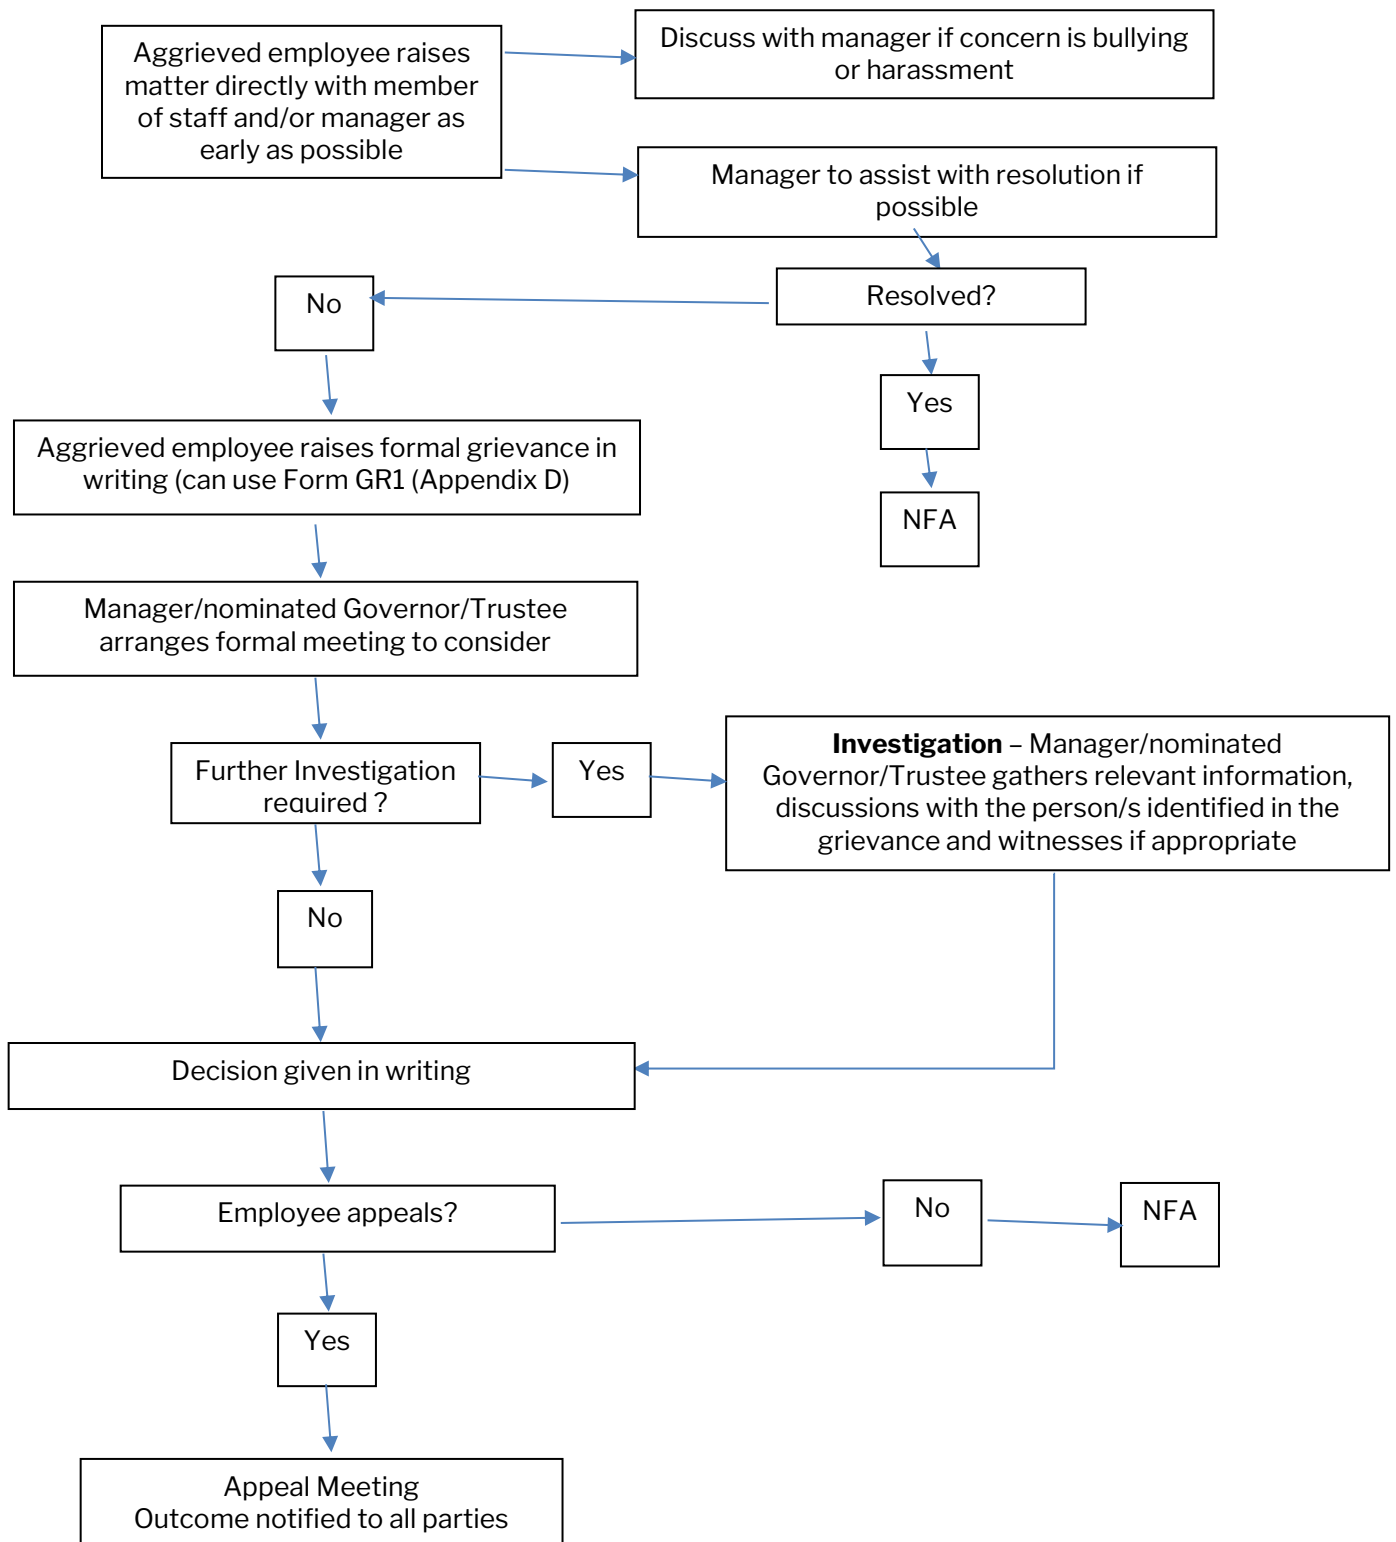 Aggrieved employee raises
matter directly with member
of staff and/or manager as
early as possible
Discuss with manager if concern is bullying
or harassment
Manager to assist with resolution if
possible
Resolved?
No
Yes
NFA
Aggrieved employee raises formal grievance in
writing (can use Form GR1 (Appendix D)
Manager/nominated Governor/Trustee
arranges formal meeting to consider
Further Investigation
required ?
Yes
Investigation – Manager/nominated
Governor/Trustee gathers relevant information,
discussions with the person/s identified in the
grievance and witnesses if appropriate
No
Decision given in writing
Employee appeals?
No
NFA
Yes
Appeal Meeting
Outcome notified to all parties